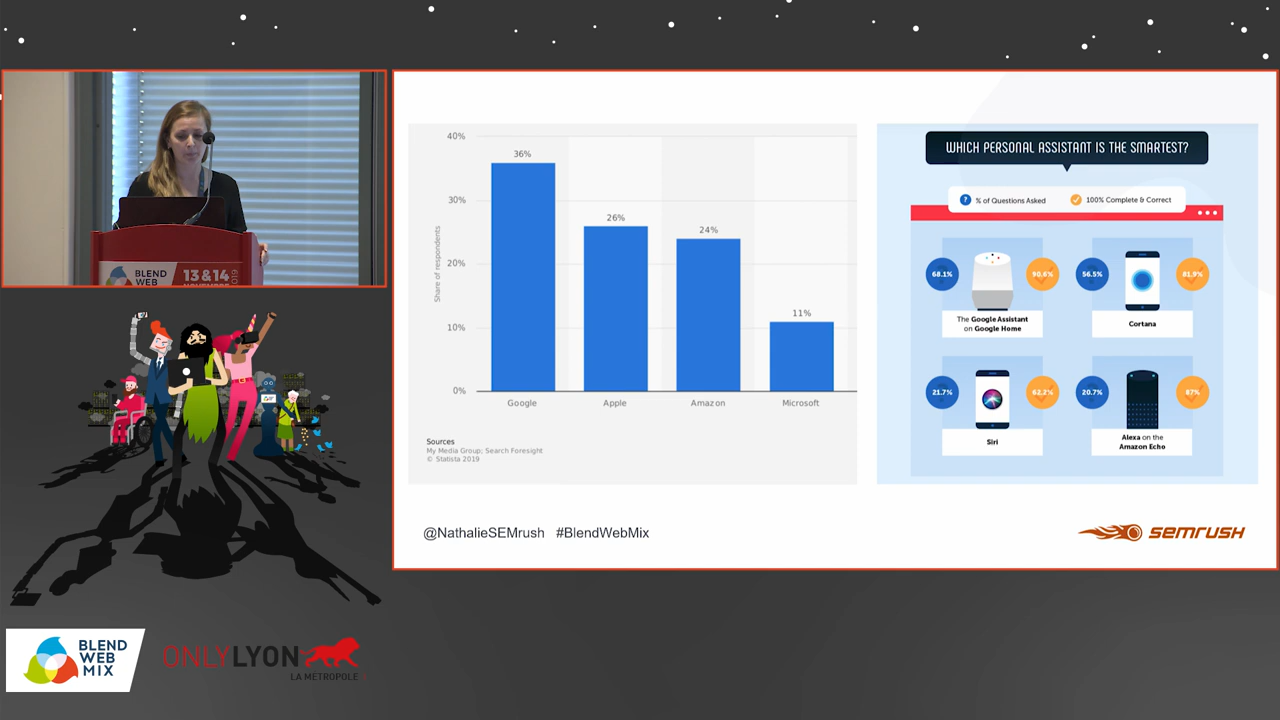 BLEND
WEB
13 & 14
NOVEMBRE
2019
BLEND
WEB
MIX
ONLYLYON
LA MÉTROPOLE
40%
30%
20%
10%
0%
Share of respondents
36%
26%
24%
11%
Google
Apple
Amazon
Microsoft
Sources
My Media Group; Search Foresight
© Statista 2019
WHICH PERSONAL ASSISTANT IS THE SMARTEST?
? % of Questions Asked
100% Complete & Correct
68.1%
90.6%
The Google Assistant
on Google Home
56.5%
81.9%
Cortana
21.7%
62.2%
Siri
20.7%
87%
Alexa on the
Amazon Echo
@NathalieSEMrush #BlendWebMix
SEMRUSH